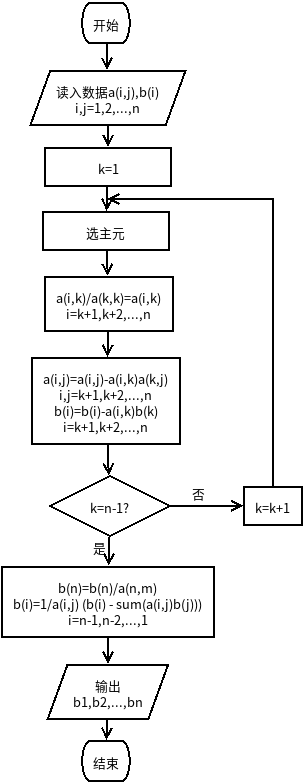 开始
读入数据a(i,j),b(i)
i,j=1,2,...,n
k=1
选主元
a(i,k)/a(k,k)=a(i,k)
i=k+1,k+2,...,n
a(i,j)=a(i,j)-a(i,k)a(k,j)
i,j=k+1,k+2,...,n
b(i)=b(i)-a(i,k)b(k)
i=k+1,k+2,...,n
k=n-1?
否
k=k+1
是
b(n)=b(n)/a(n,m)
b(i)=1/a(i,j) (b(i) - sum(a(i,j)b(j)))
i=n-1,n-2,...,1
输出
b1,b2,...,bn
结束